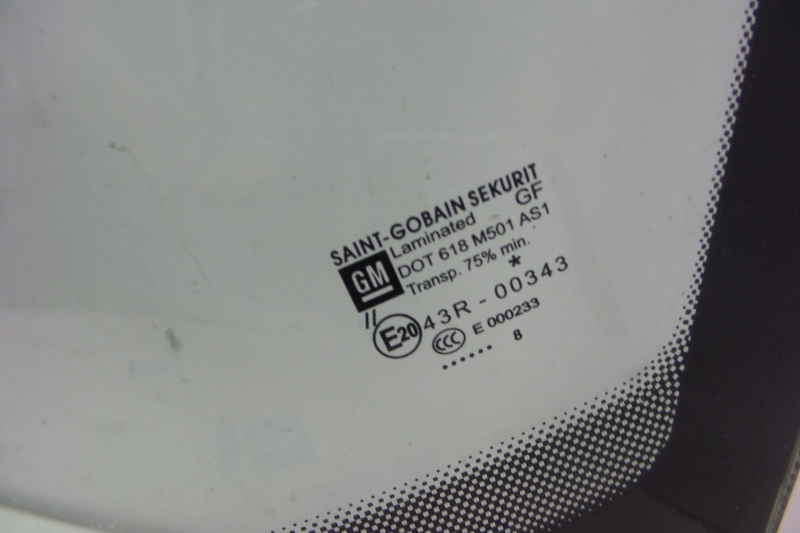 SAINT-GOBAIN SEKURIT
Laminated GF
GM DOT 618 M501 AS1
Transp. 75% min.
*
// E20 43R - 00343
CCC E 000233
...... 8